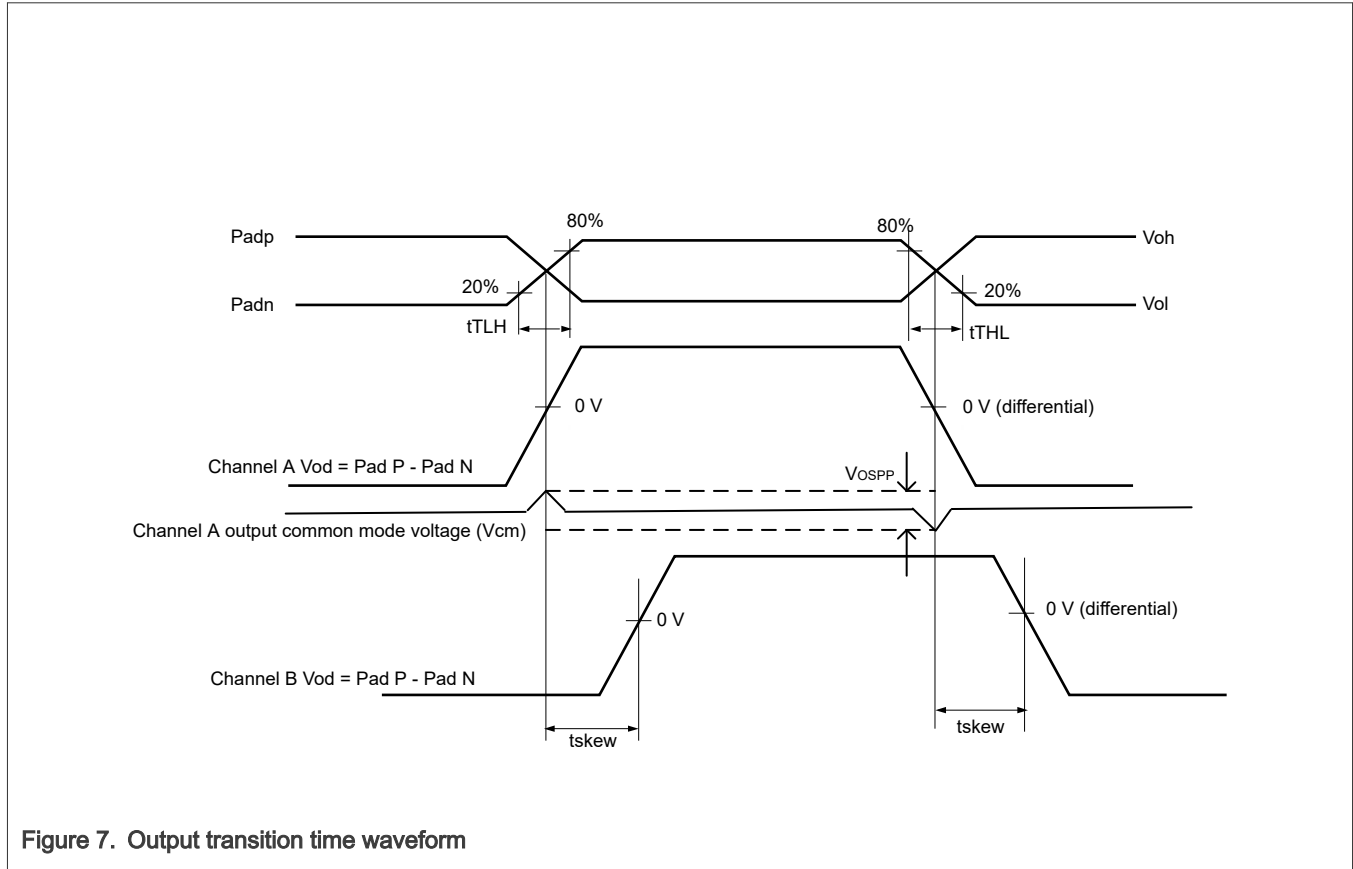 80%
80%
Padp
Voh
20%
20%
Padn
Vol
tTLH
tTHL
0 V
0 V (differential)
Channel A Vod = Pad P - Pad N
VOSPP
Channel A output common mode voltage (Vcm)
0 V
0 V (differential)
Channel B Vod = Pad P - Pad N
tskew
tskew
Figure 7. Output transition time waveform